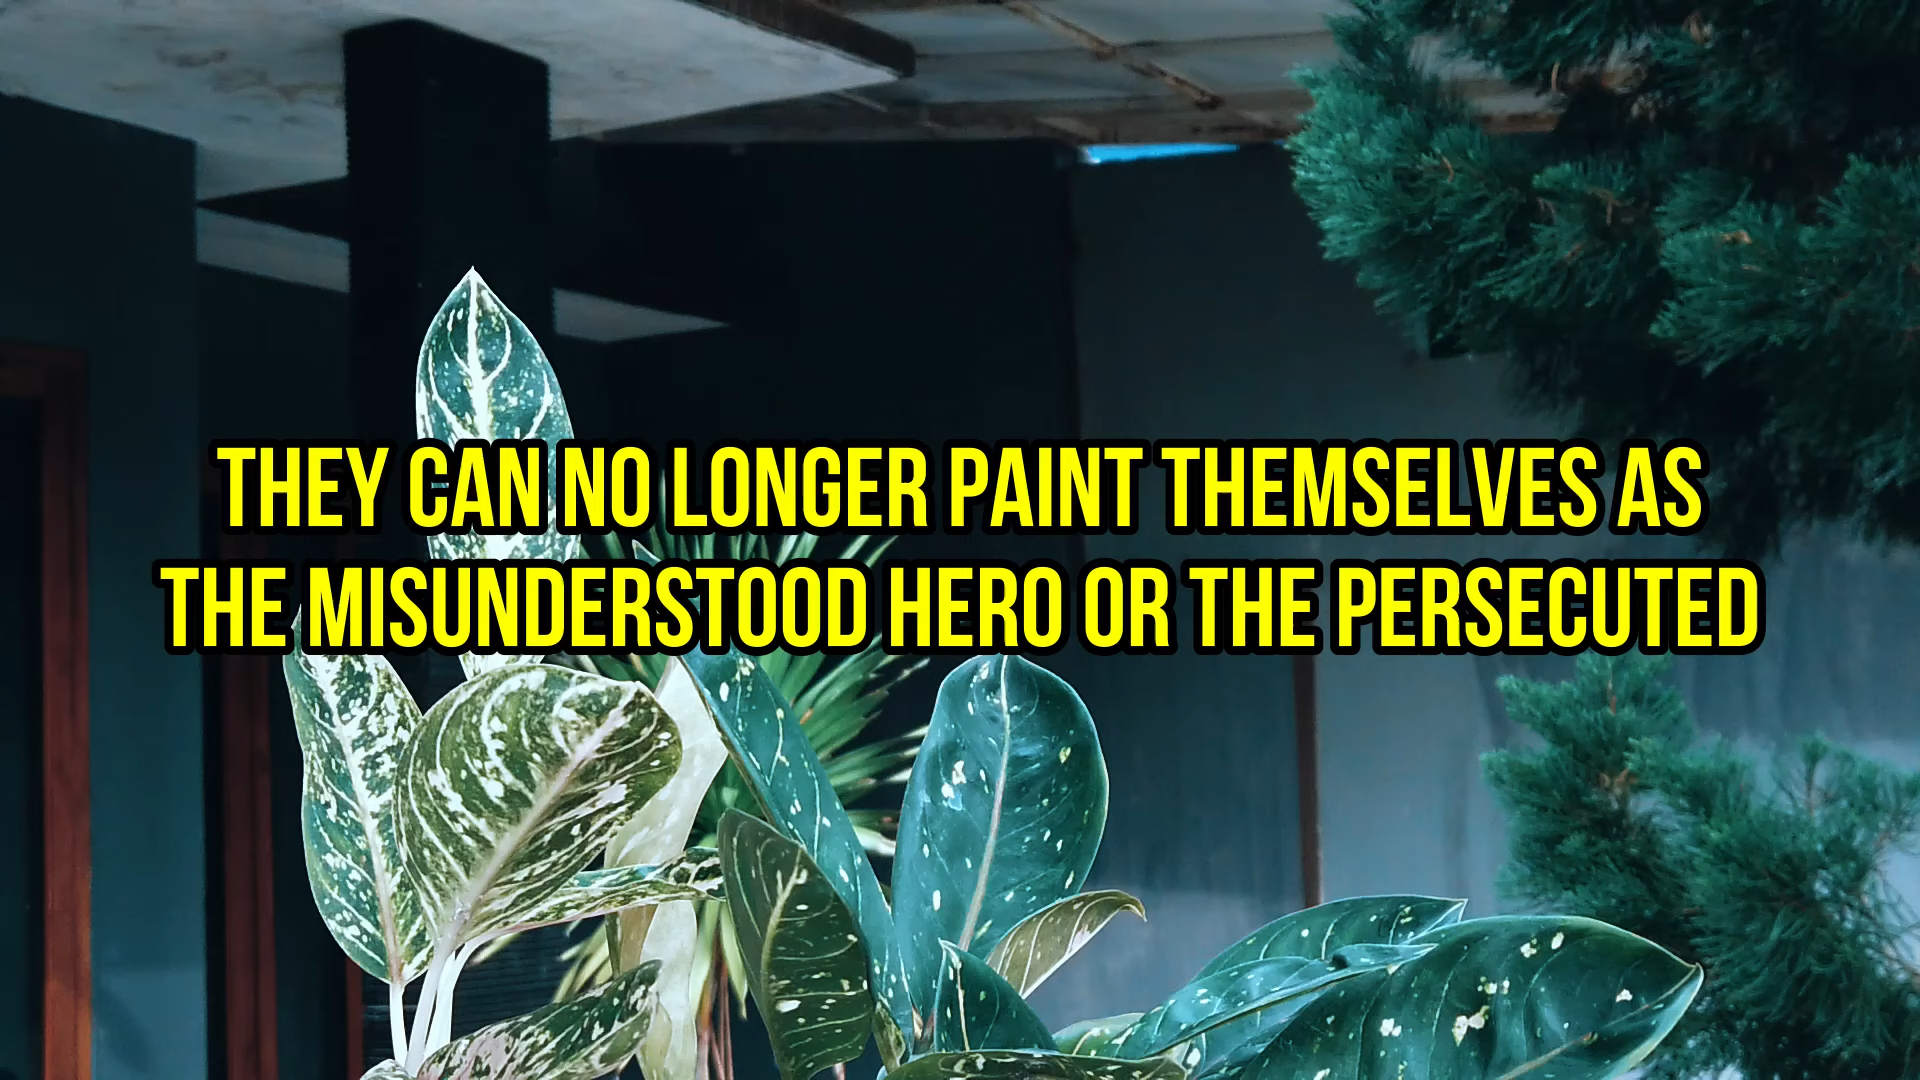 THEY CAN NO LONGER PAINT THEMSELVES AS
THE MISUNDERSTOOD HERO OR THE PERSECUTED